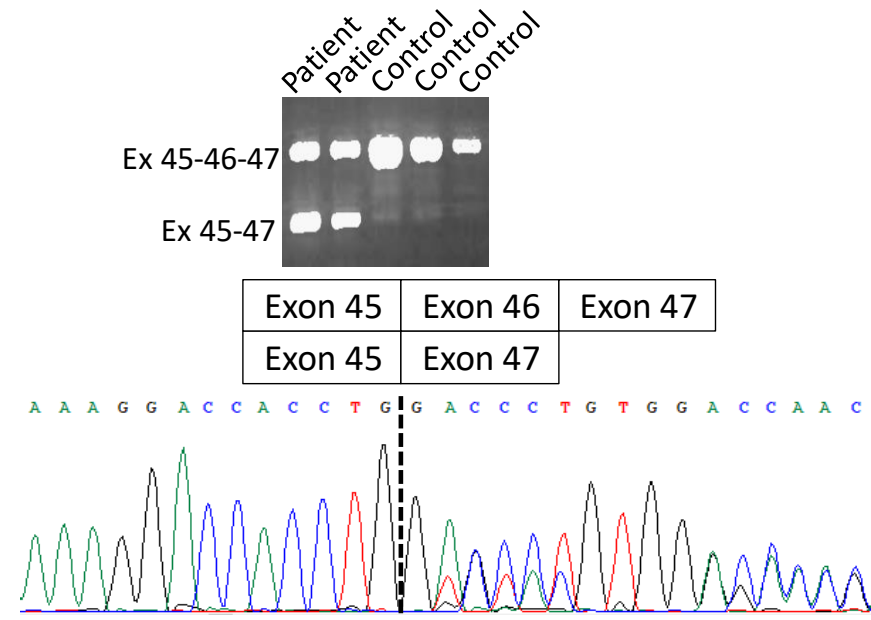 Patient Patient Control Control Control
Ex 45-46-47
Ex 45-47
Exon 45 Exon 46 Exon 47
Exon 45 Exon 47
A A A G G A C C A C C T G G A C C C T G T G G A C C A A C